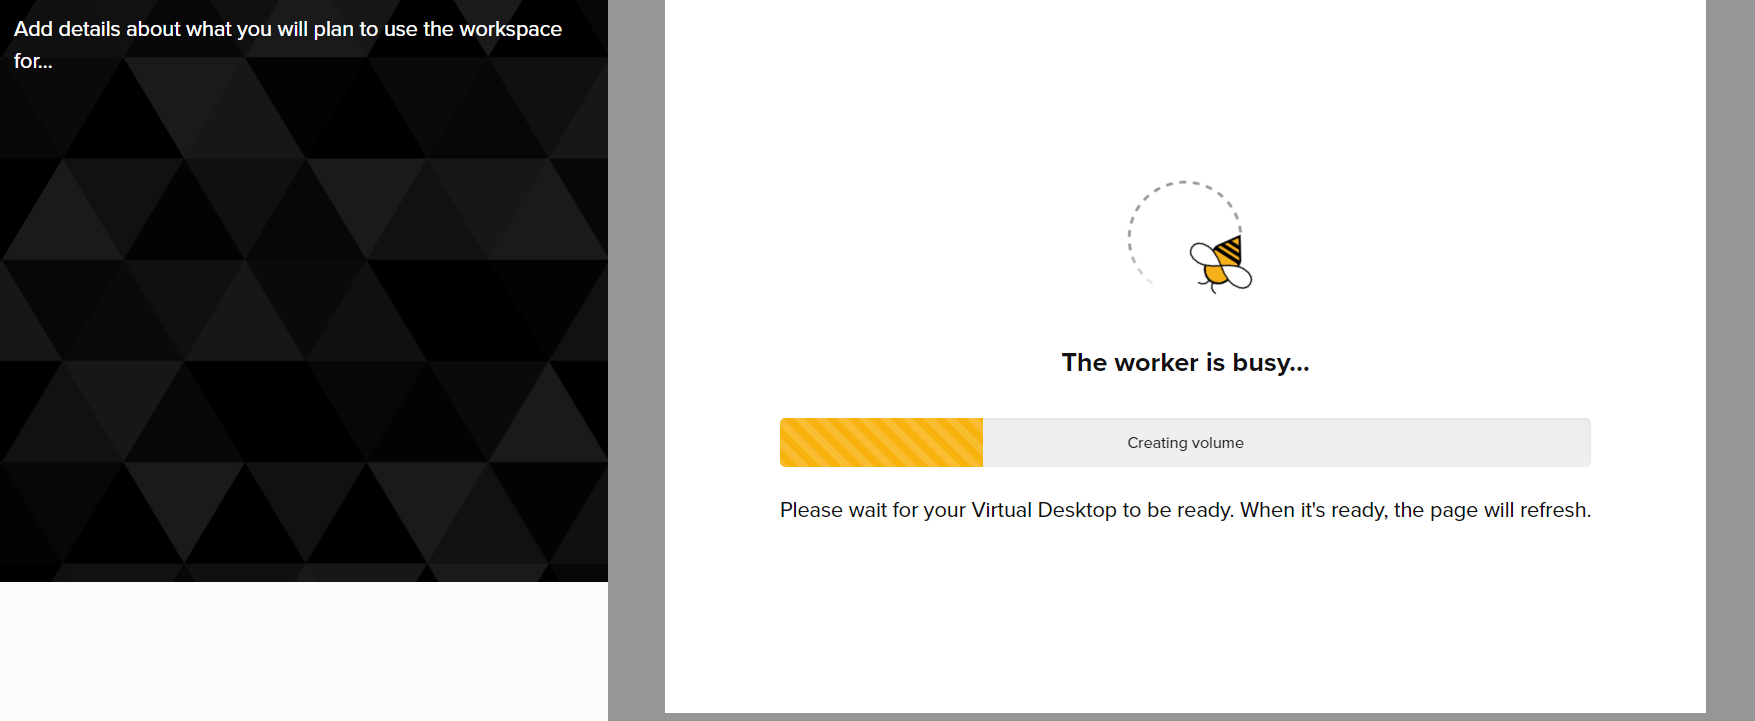 Add details about what you will plan to use the workspace
for...
The worker is busy...
Creating volume
Please wait for your Virtual Desktop to be ready. When it's ready, the page will refresh.